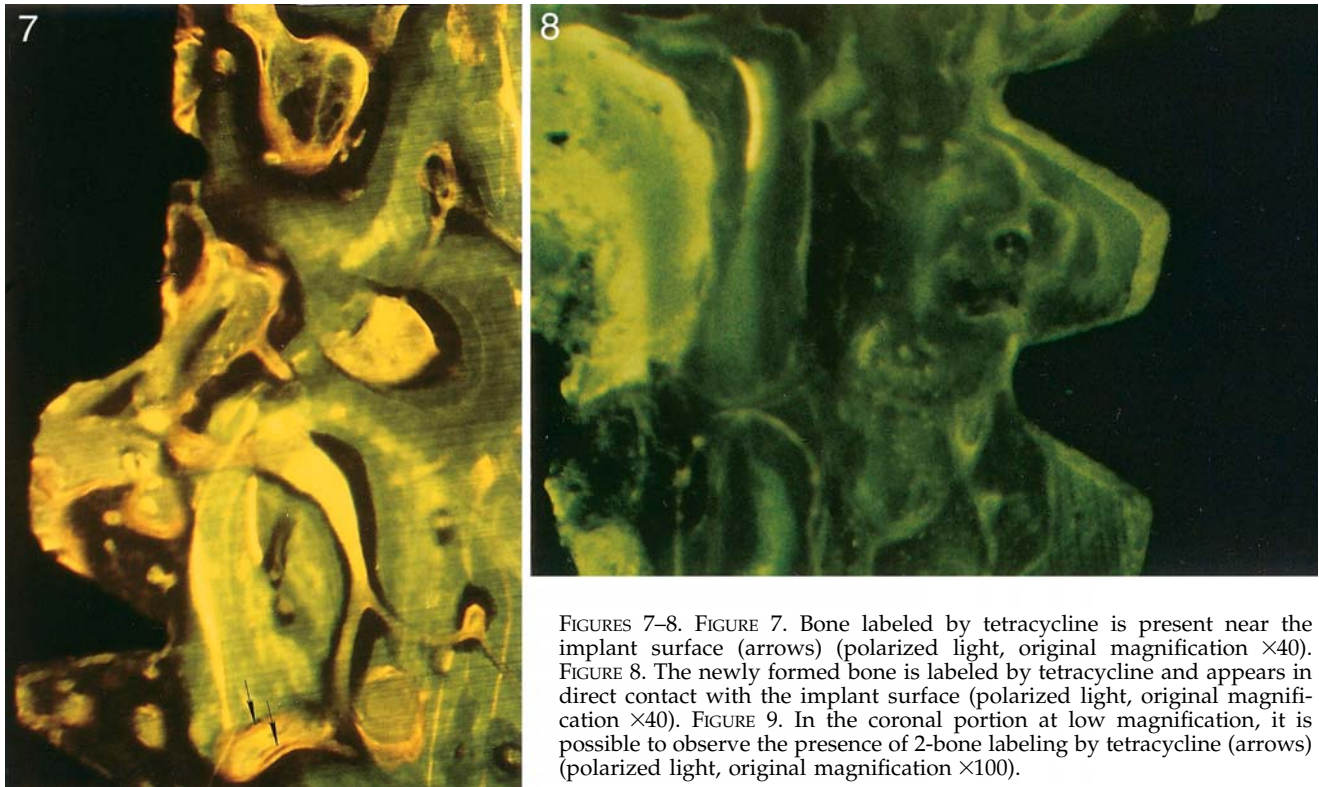 7
8
FIGURES 7–8. FIGURE 7. Bone labeled by tetracycline is present near the
implant surface (arrows) (polarized light, original magnification ×40).
FIGURE 8. The newly formed bone is labeled by tetracycline and appears in
direct contact with the implant surface (polarized light, original magnifi-
cation ×40). FIGURE 9. In the coronal portion at low magnification, it is
possible to observe the presence of 2-bone labeling by tetracycline (arrows)
(polarized light, original magnification ×100).